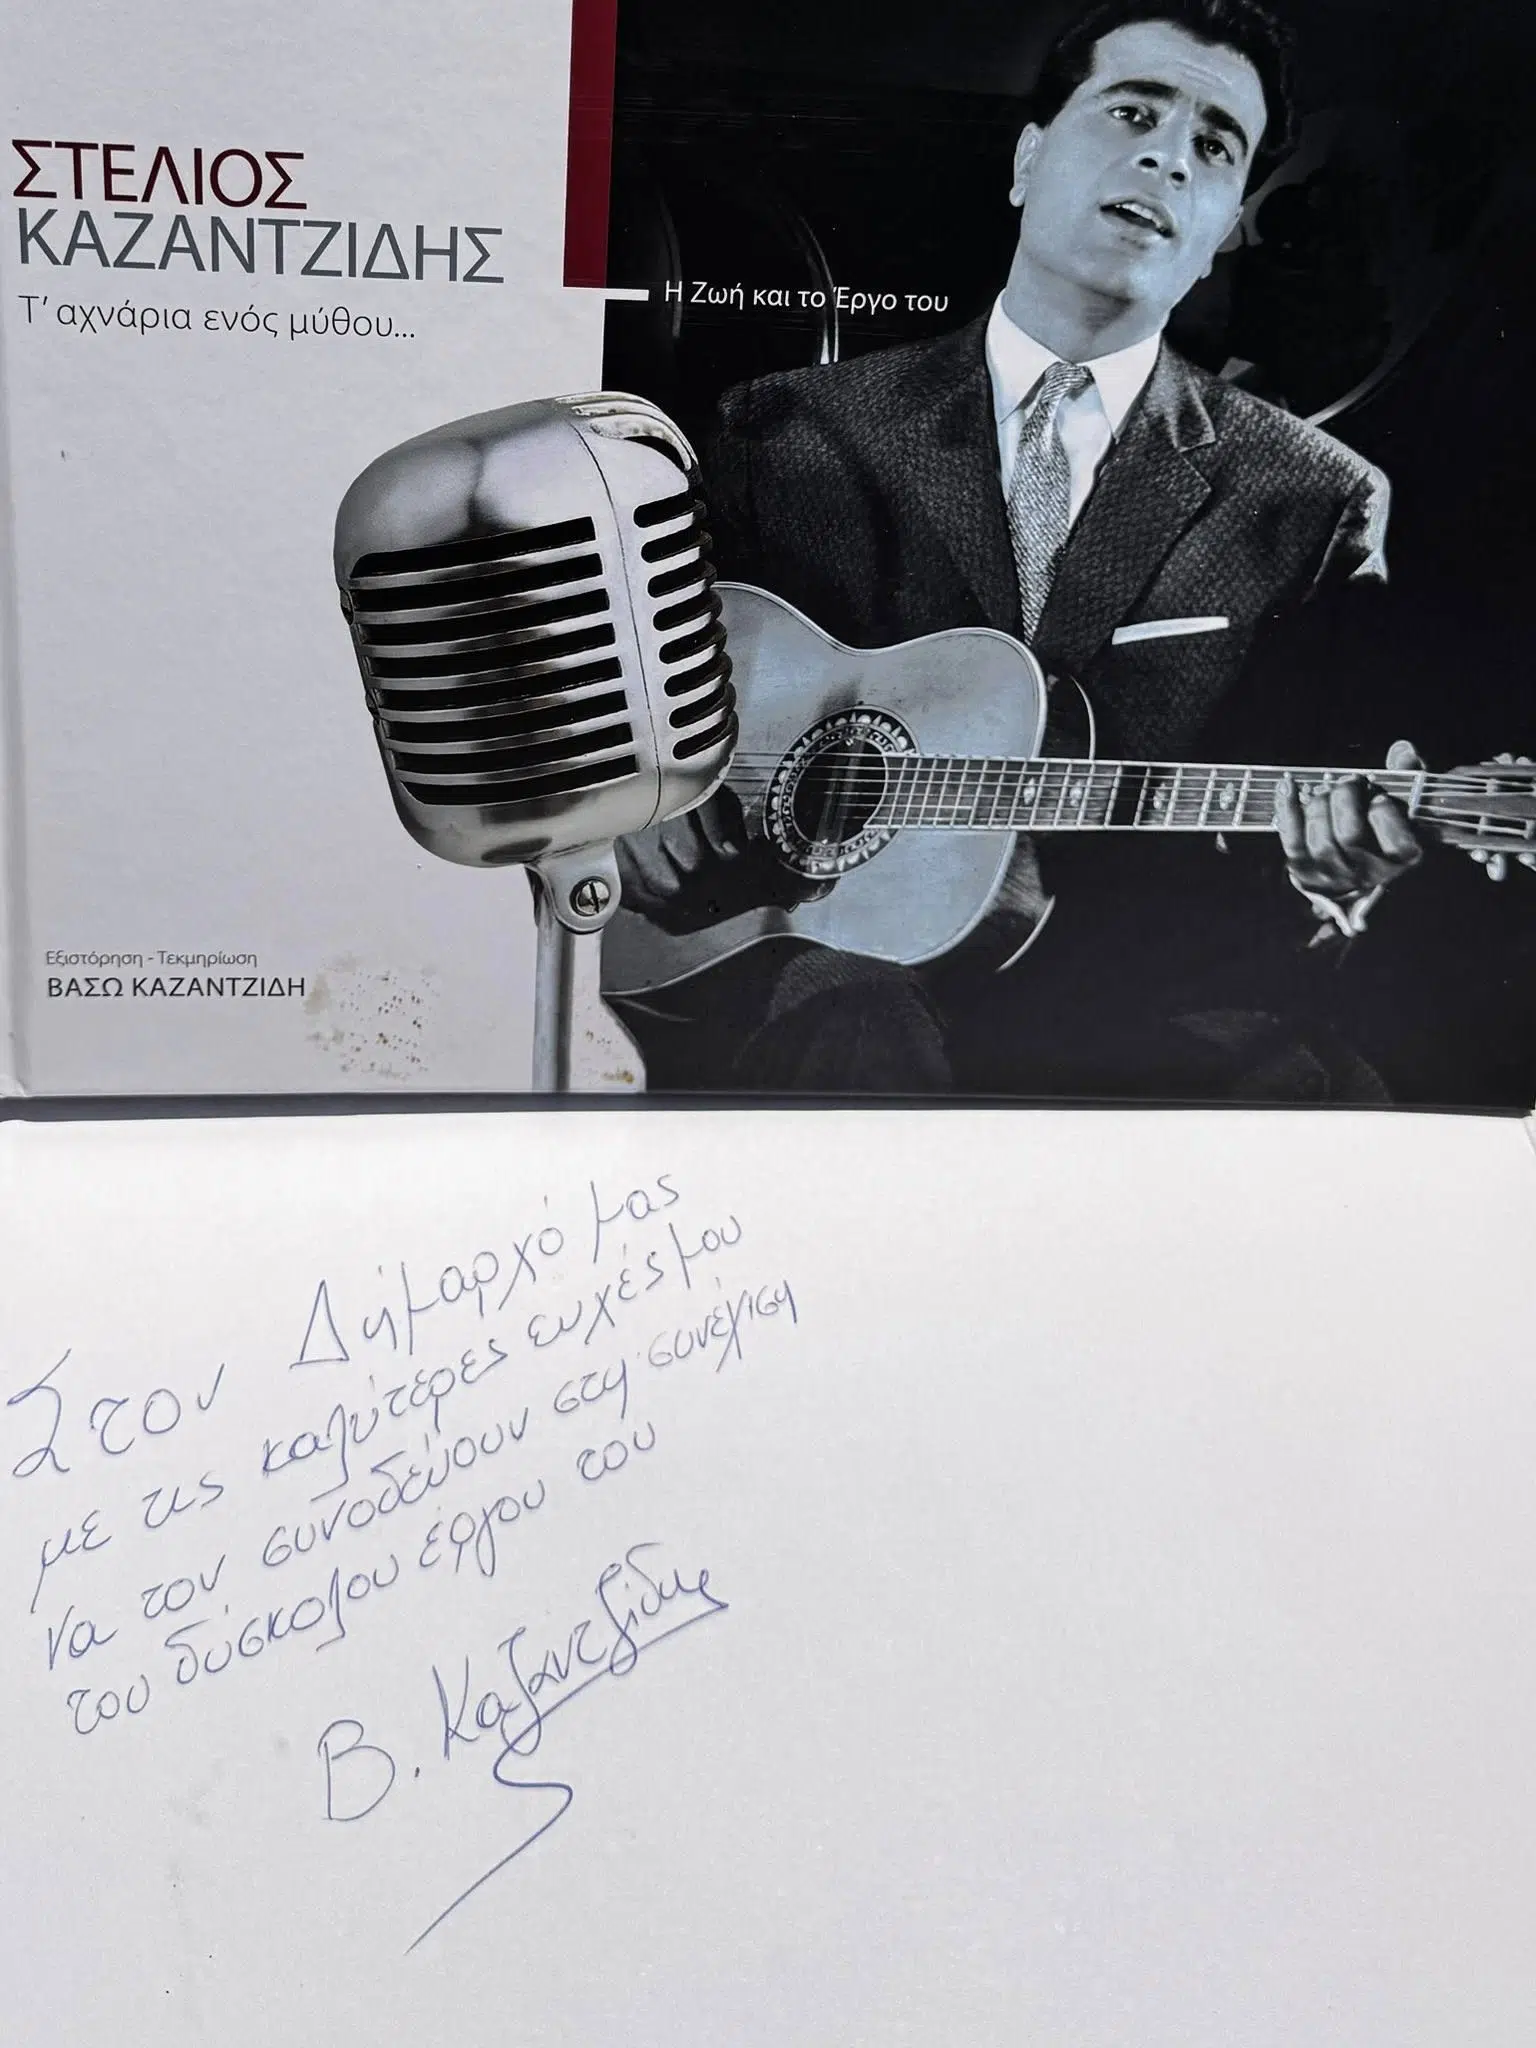 ΣΤΕΛΙΟΣ
ΚΑΖΑΝΤΖΙΔΗΣ
Τ' αχνάρια ενός μύθου...
Η Ζωή και το Έργο του
Εξιστόρηση - Τεκμηρίωση
ΒΑΣΩ ΚΑΖΑΝΤΖΙΔΗ
Στον Δήμαρχό μας
με τις καλύτερες ευχές μου
να τον συνοδεύουν στη συνέχιση
του δύσκολου έργου του
Β. Καζαντζίδη